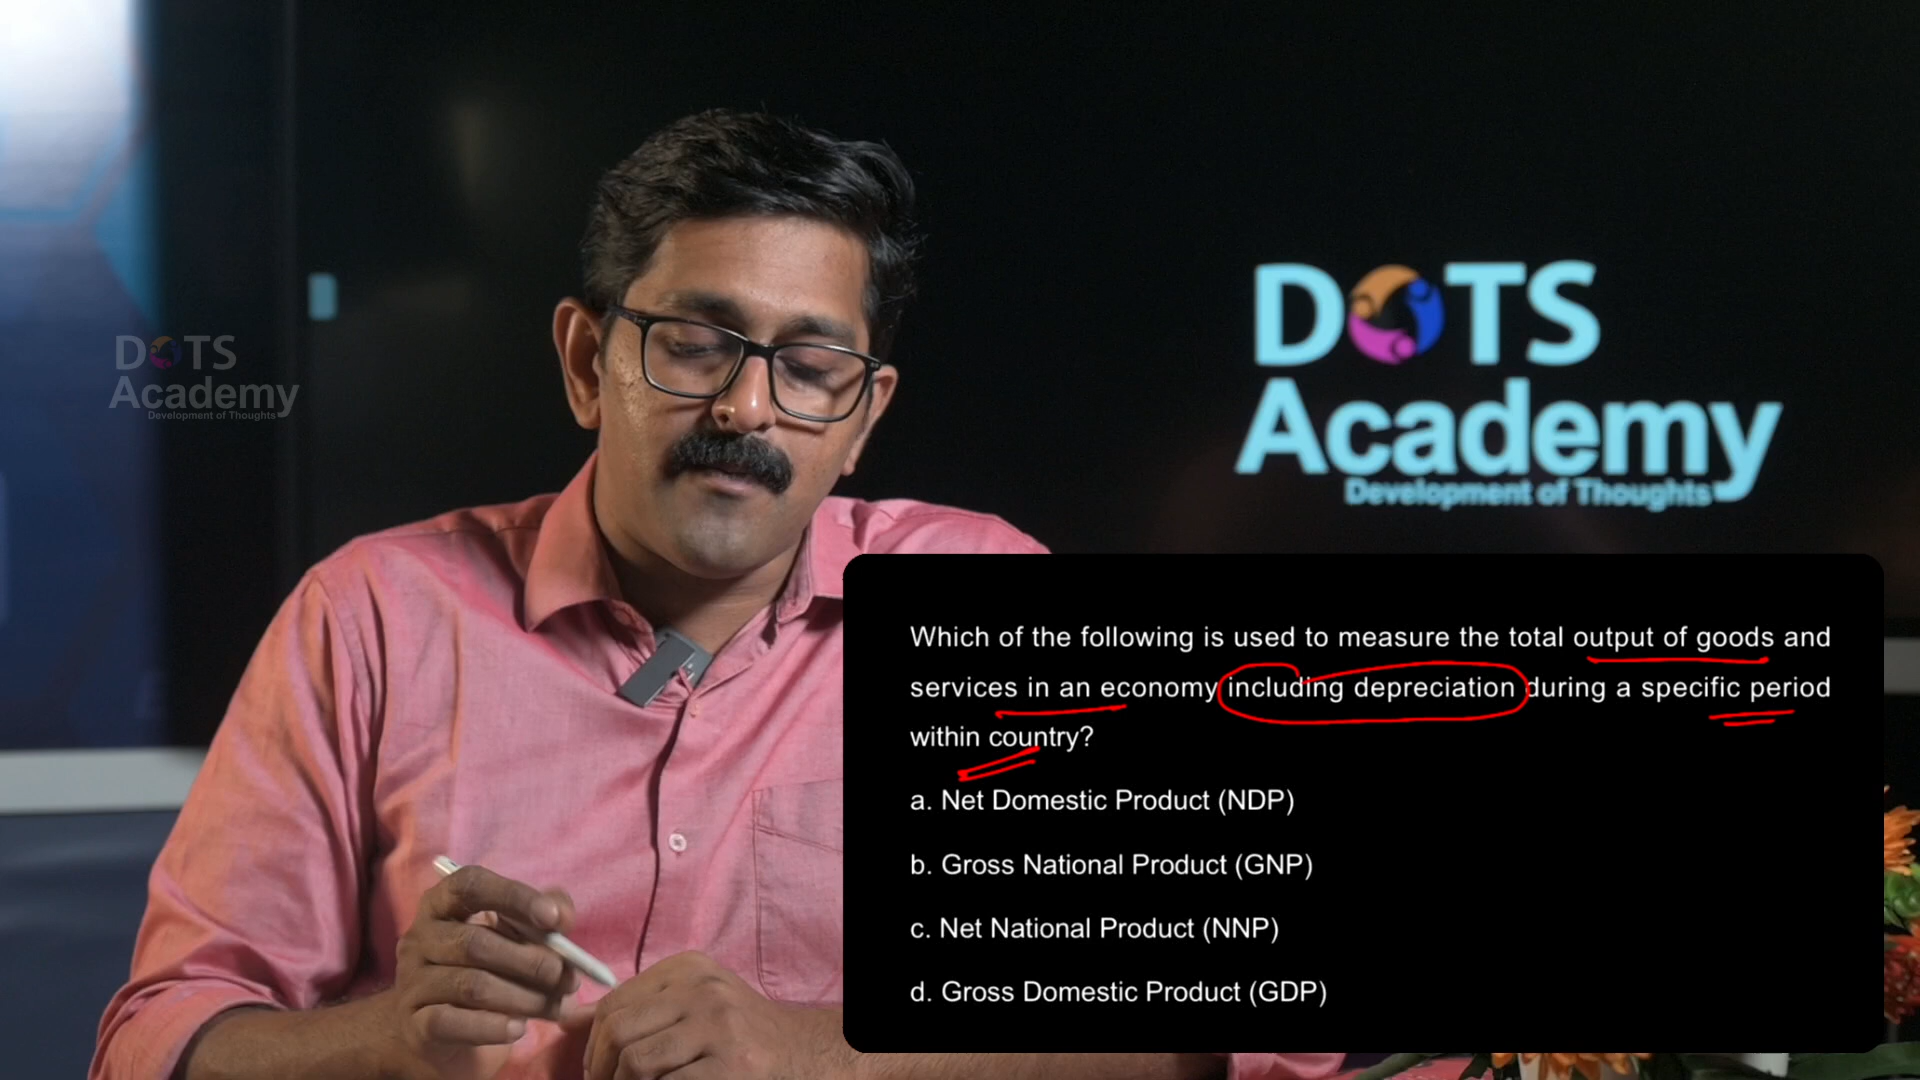 DOTS
Academy
Development of Thoughts
DOTS
Academy
Development of Thoughts
Which of the following is used to measure the total output of goods and
services in an economy including depreciation during a specific period
within country?
a. Net Domestic Product (NDP)
b. Gross National Product (GNP)
c. Net National Product (NNP)
d. Gross Domestic Product (GDP)